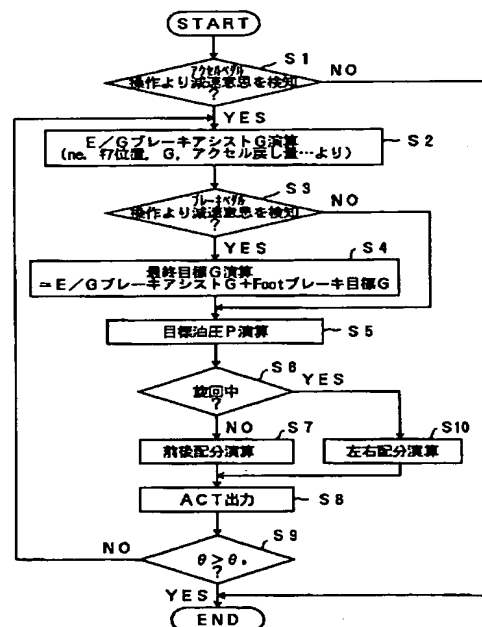 START
S1
アクセルペダル
操作より減速意思を検知
?
NO
YES
E/GブレーキアシストG演算
(ne. ｷﾞｱ位置, G, アクセル戻し量…より)
S2
S3
ブレーキペダル
操作より減速意思を検知
?
NO
YES
S4
最終目標G演算
=E/GブレーキアシストG+Footブレーキ目標G
目標油圧P演算
S5
S6
旋回中
?
YES
NO
S7
前後配分演算
S10
左右配分演算
ACT出力
S8
S9
NO
?
YES
END